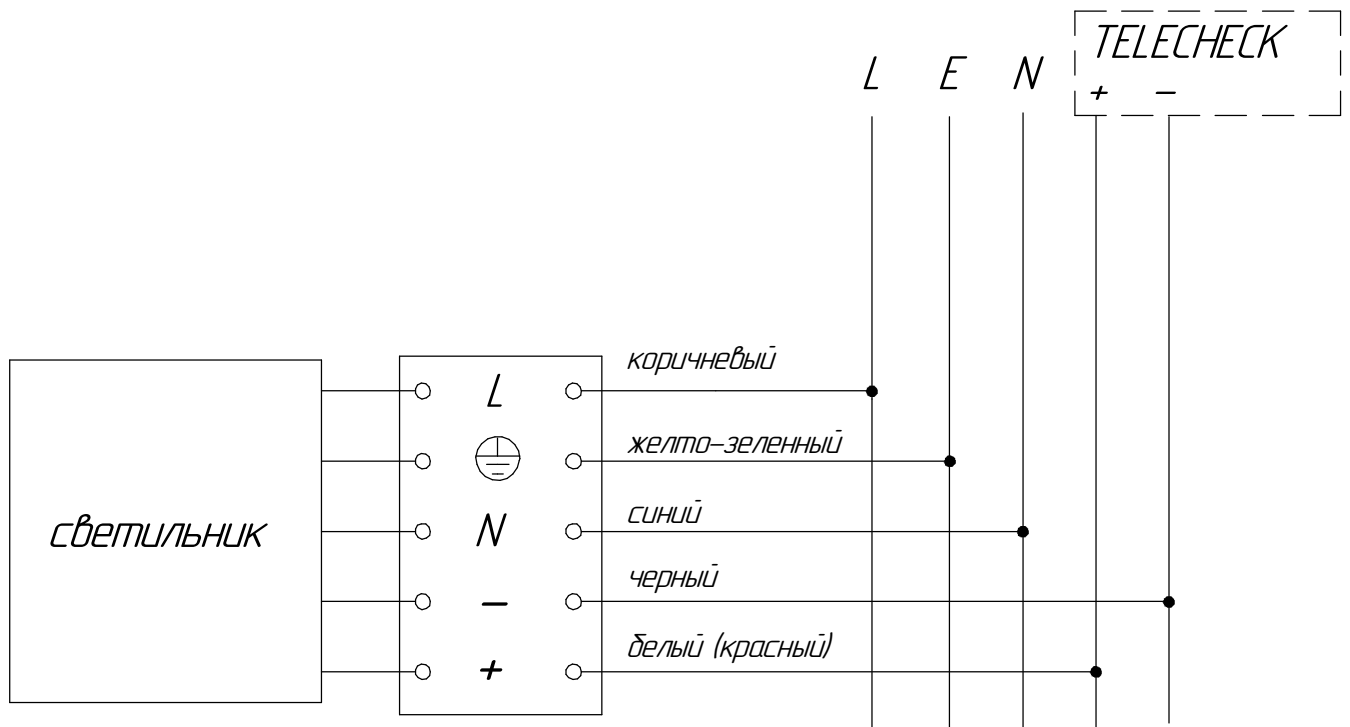 TELECHECK
L E N + −
коричневый
L
желто-зеленный
синий
N
светильник
черный
−
белый (красный)
+